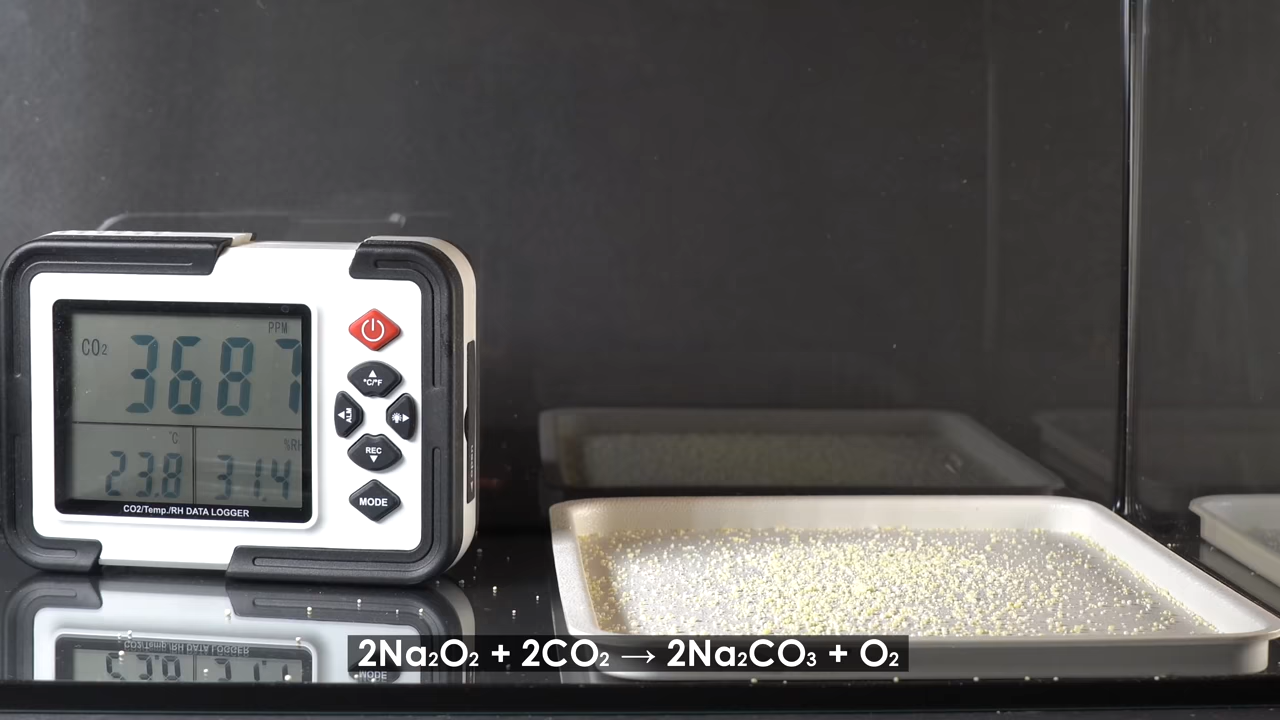 PPM
CO₂ 3687
°C %RH
23.8 31.4
CO2/Temp./RH DATA LOGGER
°C/°F
ALM
REC
MODE
2Na₂O₂ + 2CO₂ → 2Na₂CO₃ + O₂